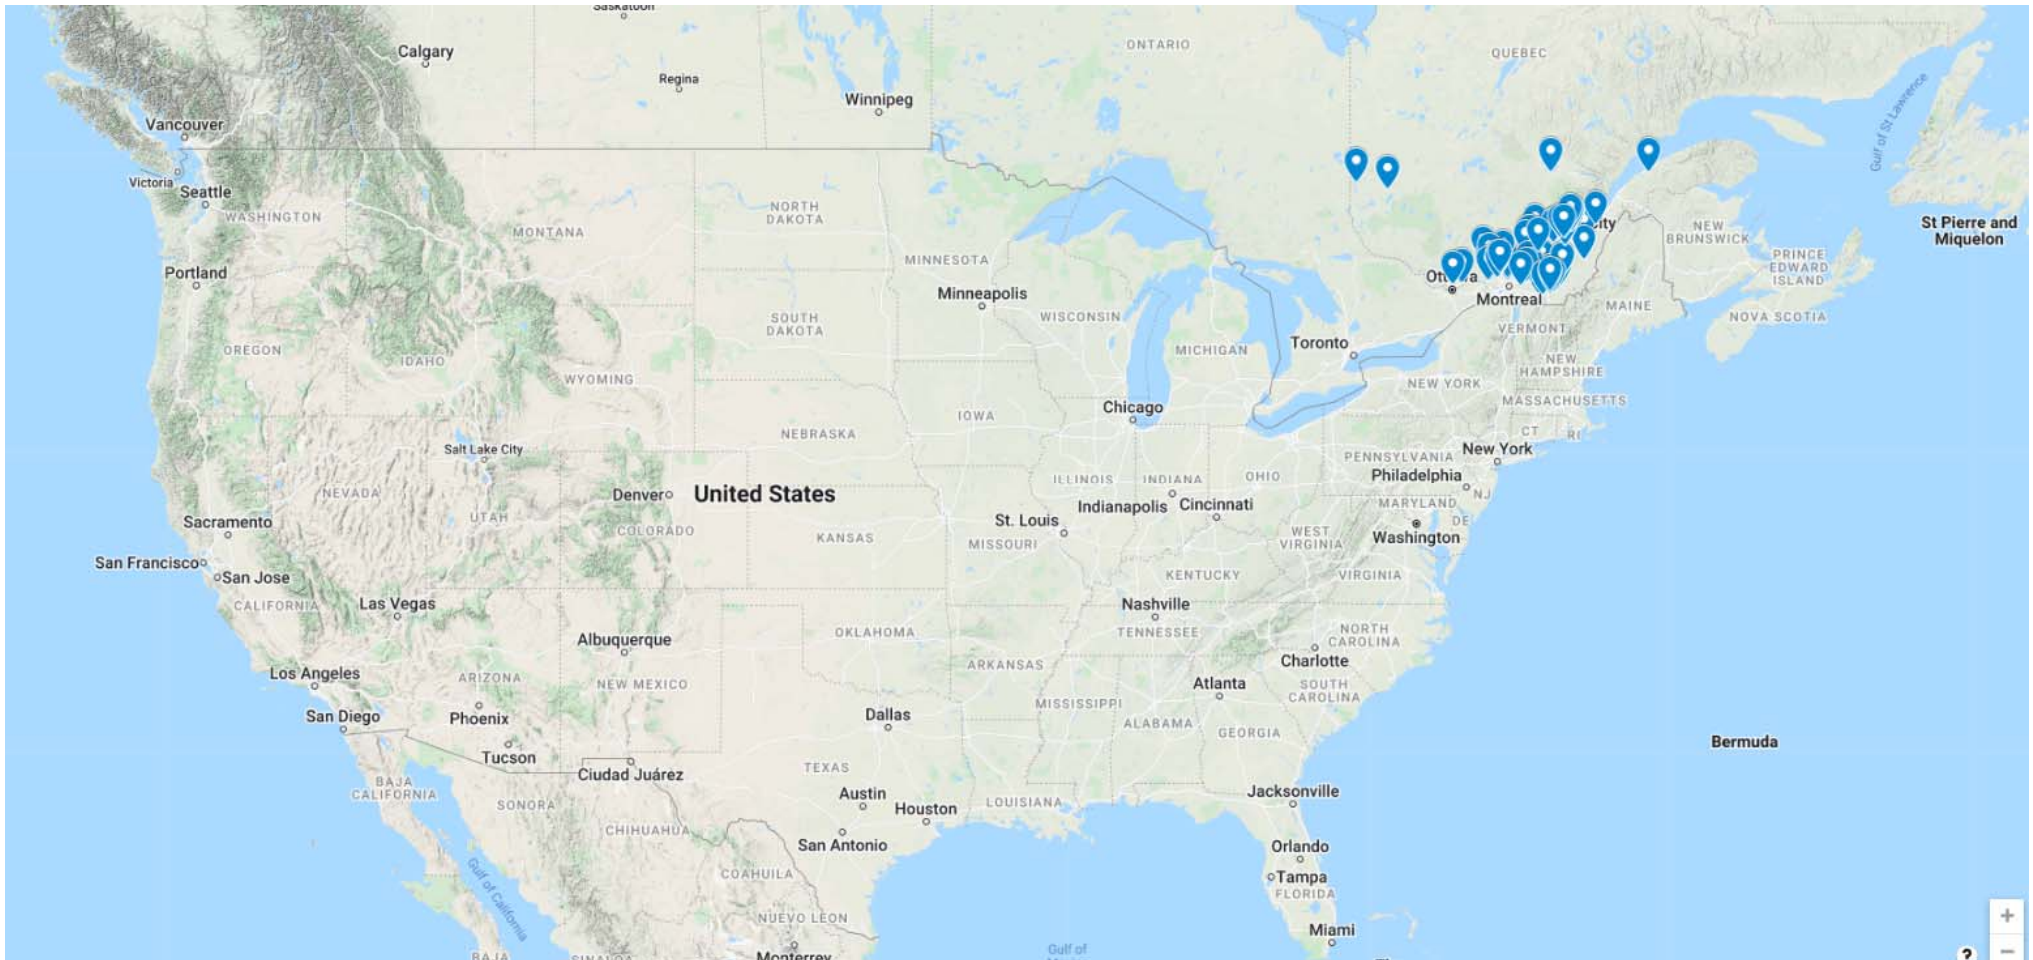 Saskatoon
Calgary
ONTARIO
QUEBEC
Regina
Winnipeg
Gulf of St Lawrence
Vancouver
Victoria
Seattle
WASHINGTON
NORTH
DAKOTA
MONTANA
St Pierre and
Miquelon
NEW
BRUNSWICK
PRINCE
EDWARD
ISLAND
MINNESOTA
Portland
Minneapolis
Montreal
MAINE
NOVA SCOTIA
SOUTH
DAKOTA
WISCONSIN
VERMONT
Toronto
OREGON
IDAHO
MICHIGAN
NEW
HAMPSHIRE
WYOMING
NEW YORK
MASSACHUSETTS
Chicago
IOWA
NEBRASKA
CT
RI
Salt Lake City
New York
PENNSYLVANIA
Philadelphia
NEVADA
Denver
United States
ILLINOIS
INDIANA
OHIO
NJ
Indianapolis
Cincinnati
MARYLAND
UTAH
Sacramento
COLORADO
St. Louis
DE
KANSAS
MISSOURI
WEST
VIRGINIA
Washington
San Francisco
San Jose
KENTUCKY
VIRGINIA
CALIFORNIA
Las Vegas
Nashville
Albuquerque
OKLAHOMA
TENNESSEE
NORTH
CAROLINA
Los Angeles
ARIZONA
NEW MEXICO
ARKANSAS
Charlotte
Atlanta
SOUTH
CAROLINA
San Diego
Phoenix
Dallas
MISSISSIPPI
ALABAMA
GEORGIA
Bermuda
Tucson
Ciudad Juárez
TEXAS
BAJA
CALIFORNIA
SONORA
Austin
Houston
LOUISIANA
Jacksonville
CHIHUAHUA
San Antonio
Orlando
Gulf of California
COAHUILA
Tampa
FLORIDA
NUEVO LEON
Miami
Gulf of
Monterrey
BAJA
SINALOA